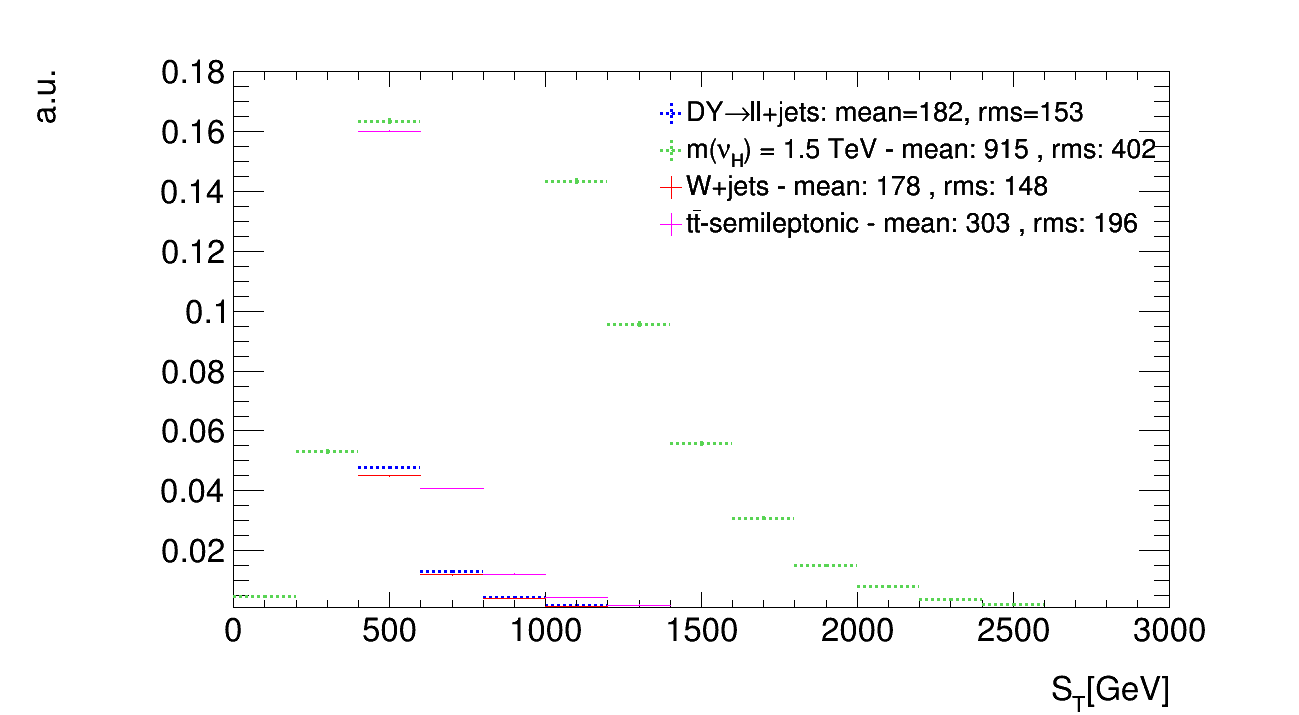 a.u.
0.18
0.16
0.14
0.12
0.1
0.08
0.06
0.04
0.02
DY→ll+jets: mean=182, rms=153
m(ν_H) = 1.5 TeV - mean: 915 , rms: 402
W+jets - mean: 178 , rms: 148
tt̄-semileptonic - mean: 303 , rms: 196
0 500 1000 1500 2000 2500 3000
S_T[GeV]